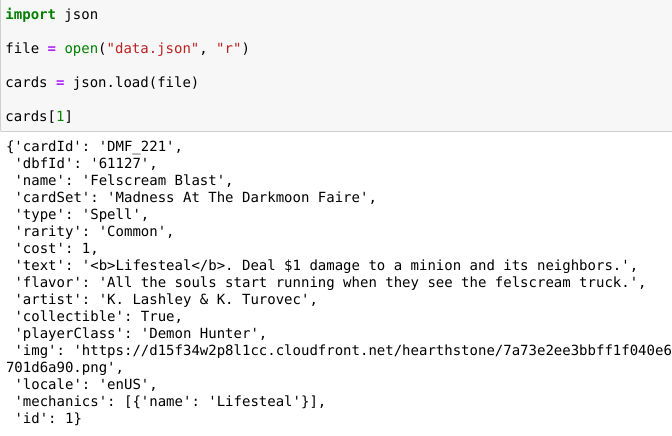 import json
file = open("data.json", "r")
cards = json.load(file)
cards[1]
{'cardId': 'DMF_221',
'dbfId': '61127',
'name': 'Felscream Blast',
'cardSet': 'Madness At The Darkmoon Faire',
'type': 'Spell',
'rarity': 'Common',
'cost': 1,
'text': '<b>Lifesteal</b>. Deal $1 damage to a minion and its neighbors.',
'flavor': 'All the souls start running when they see the felscream truck.',
'artist': 'K. Lashley & K. Turovec',
'collectible': True,
'playerClass': 'Demon Hunter',
'img': 'https://d15f34w2p8l1cc.cloudfront.net/hearthstone/7a73e2ee3bbff1f040e6
701d6a90.png',
'locale': 'enUS',
'mechanics': [{'name': 'Lifesteal'}],
'id': 1}